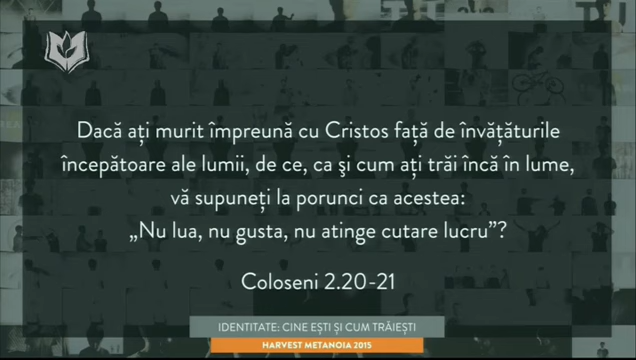 Dacă ați murit împreună cu Cristos față de învățăturile
începătoare ale lumii, de ce, ca şi cum ați trăi încă în lume,
vă supuneți la porunci ca acestea:
„Nu lua, nu gusta, nu atinge cutare lucru”?
Coloseni 2.20-21
IDENTITATE: CINE EȘTI ȘI CUM TRĂIEȘTI
HARVEST METANOIA 2015